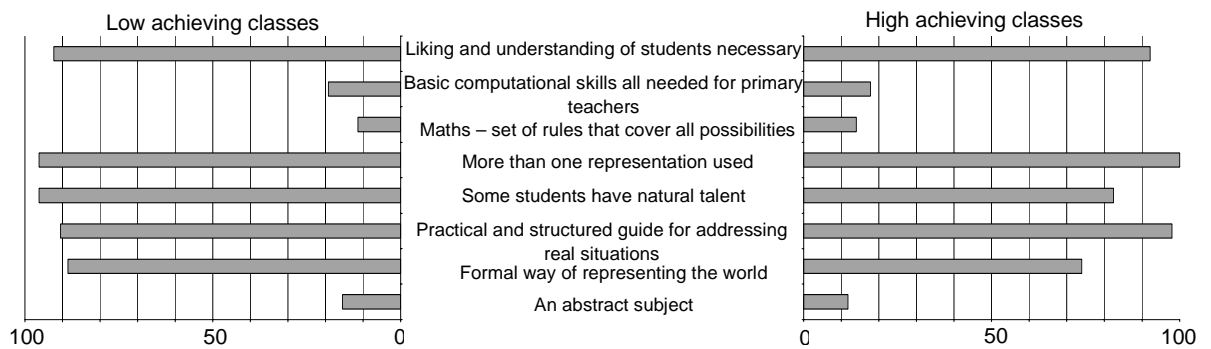 Low achieving classes
High achieving classes
Liking and understanding of students necessary
Basic computational skills all needed for primary
teachers
Maths – set of rules that cover all possibilities
More than one representation used
Some students have natural talent
Practical and structured guide for addressing
real situations
Formal way of representing the world
An abstract subject
100 50 0
0 50 100